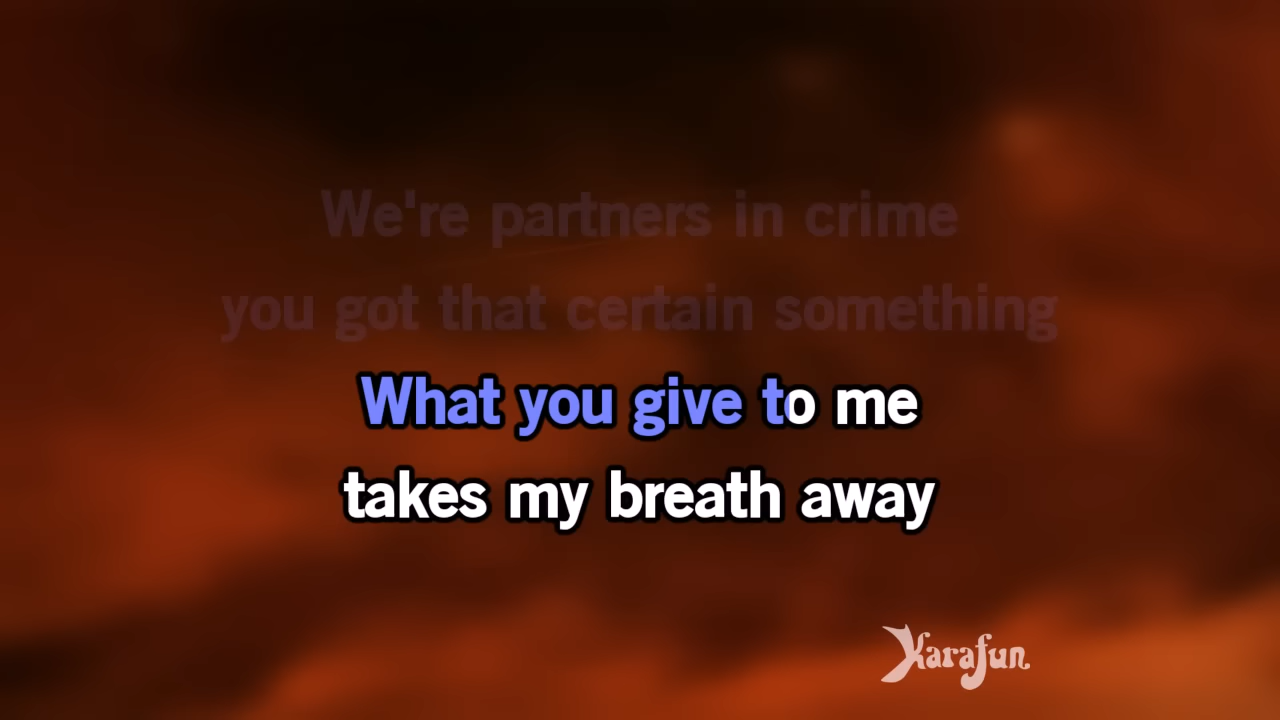 We're partners in crime
you got that certain something
What you give to me
takes my breath away
Karafun